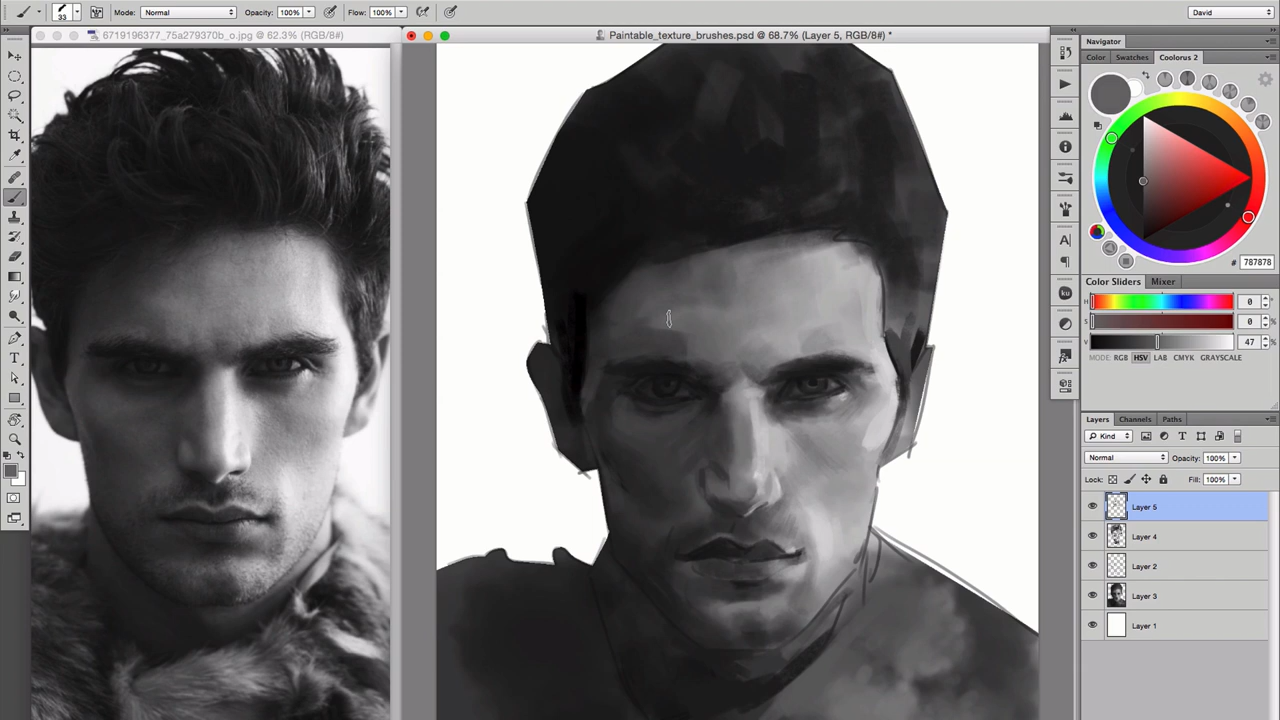 33
Mode: Normal
Opacity: 100%
Flow: 100%
David
6719196377_75a279370b_o.jpg @ 62.3% (RGB/8#)
Paintable_texture_brushes.psd @ 68.7% (Layer 5, RGB/8#) *
Navigator
Color
Swatches
Coolorus 2
# 787878
Color Sliders
Mixer
H 0 °
S 0 %
V 47 %
MODE: RGB HSV LAB CMYK GRAYSCALE
Layers
Channels
Paths
Kind
Normal
Opacity: 100%
Lock:
Fill: 100%
Layer 5
Layer 4
Layer 2
Layer 3
Layer 1
T
A
ku